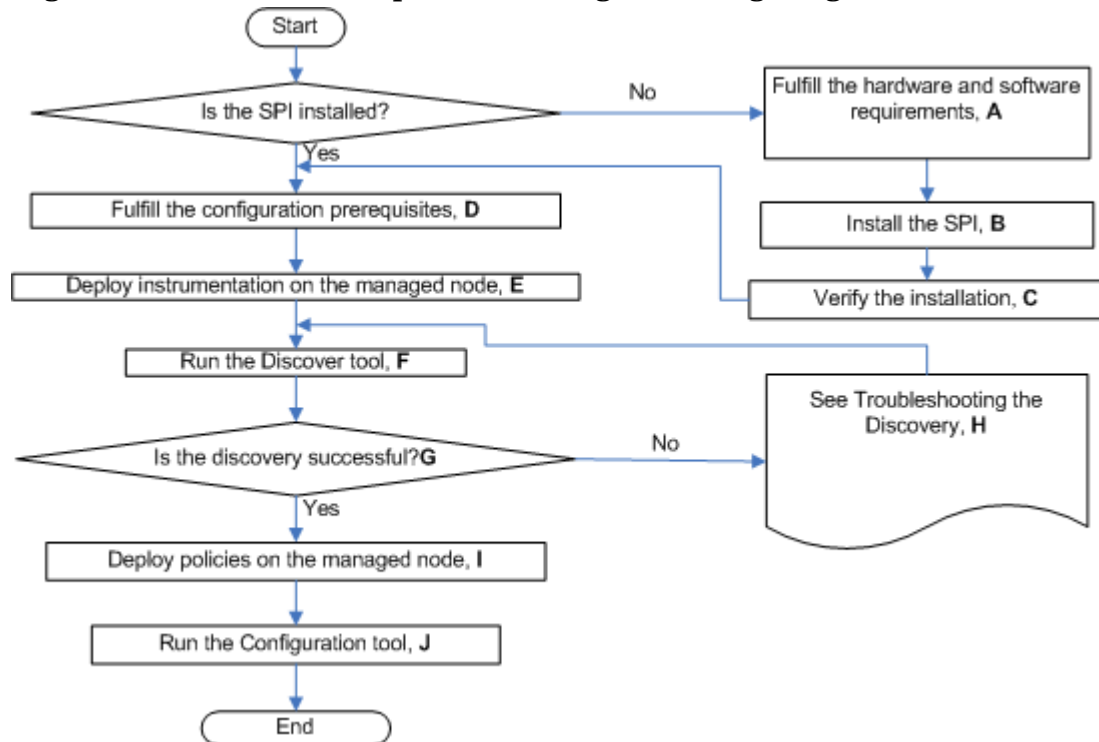 Start
Is the SPI installed?
No
Fulfill the hardware and software
requirements, A
Yes
Install the SPI, B
Fulfill the configuration prerequisites, D
Verify the installation, C
Deploy instrumentation on the managed node, E
Run the Discover tool, F
See Troubleshooting the
Discovery, H
Is the discovery successful?G
No
Yes
Deploy policies on the managed node, I
Run the Configuration tool, J
End